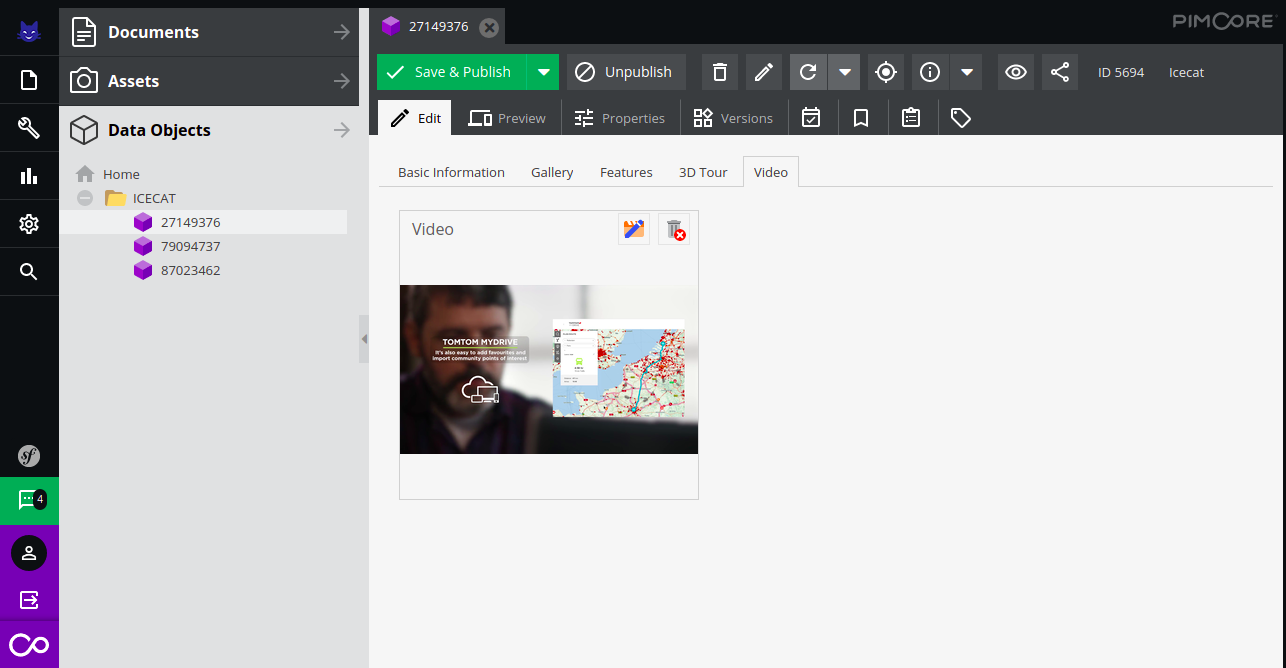 Documents
Assets
Data Objects
Home
ICECAT
27149376
79094737
87023462
sf
4
27149376
PIMCORE
Save & Publish
Unpublish
ID 5694
Icecat
Edit
Preview
Properties
Versions
Basic Information
Gallery
Features
3D Tour
Video
Video
TOMTOM MYDRIVE
It's also easy to add favourites and
import community points of interest